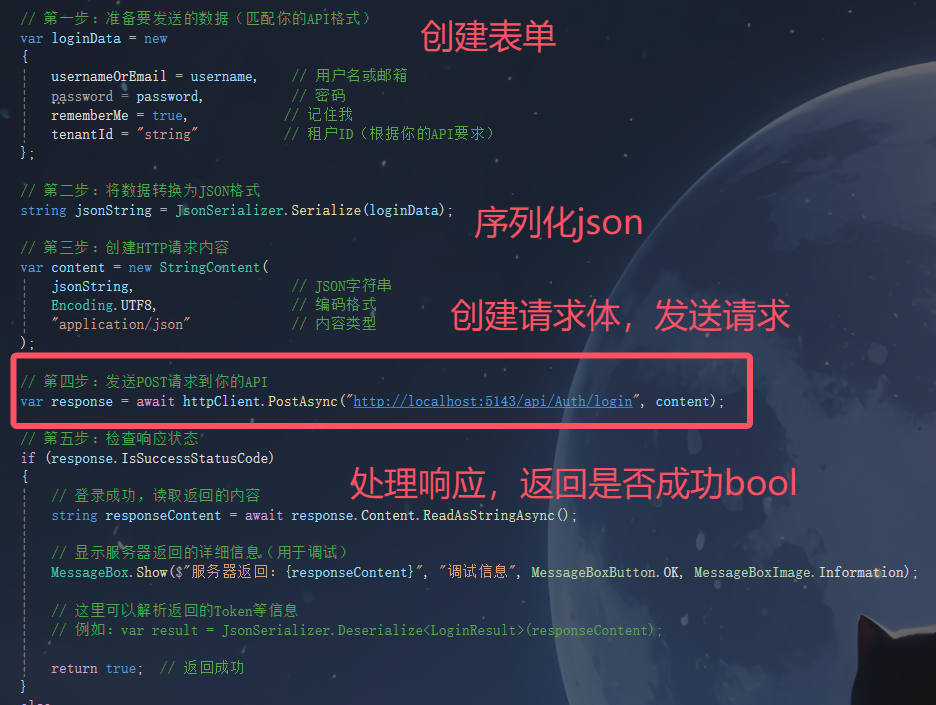 // 第一步：准备要发送的数据（匹配你的API格式）
var loginData = new
创建表单
{
usernameOrEmail = username, // 用户名或邮箱
password = password, // 密码
rememberMe = true, // 记住我
tenantId = "string" // 租户ID（根据你的API要求）
};
// 第二步：将数据转换为JSON格式
string jsonString = JsonSerializer.Serialize(loginData);
序列化json
// 第三步：创建HTTP请求内容
var content = new StringContent(
jsonString, // JSON字符串
Encoding.UTF8, // 编码格式
"application/json" // 内容类型
);
创建请求体，发送请求
// 第四步：发送POST请求到你的API
var response = await httpClient.PostAsync("http://localhost:5143/api/Auth/login", content);
// 第五步：检查响应状态
if (response.IsSuccessStatusCode)
{
处理响应，返回是否成功bool
// 登录成功，读取返回的内容
string responseContent = await response.Content.ReadAsStringAsync();
// 显示服务器返回的详细信息（用于调试）
MessageBox.Show($"服务器返回：{responseContent}", "调试信息", MessageBoxButton.OK, MessageBoxImage.Information);
// 这里可以解析返回的Token等信息
// 例如：var result = JsonSerializer.Deserialize<LoginResult>(responseContent);
return true; // 返回成功
}